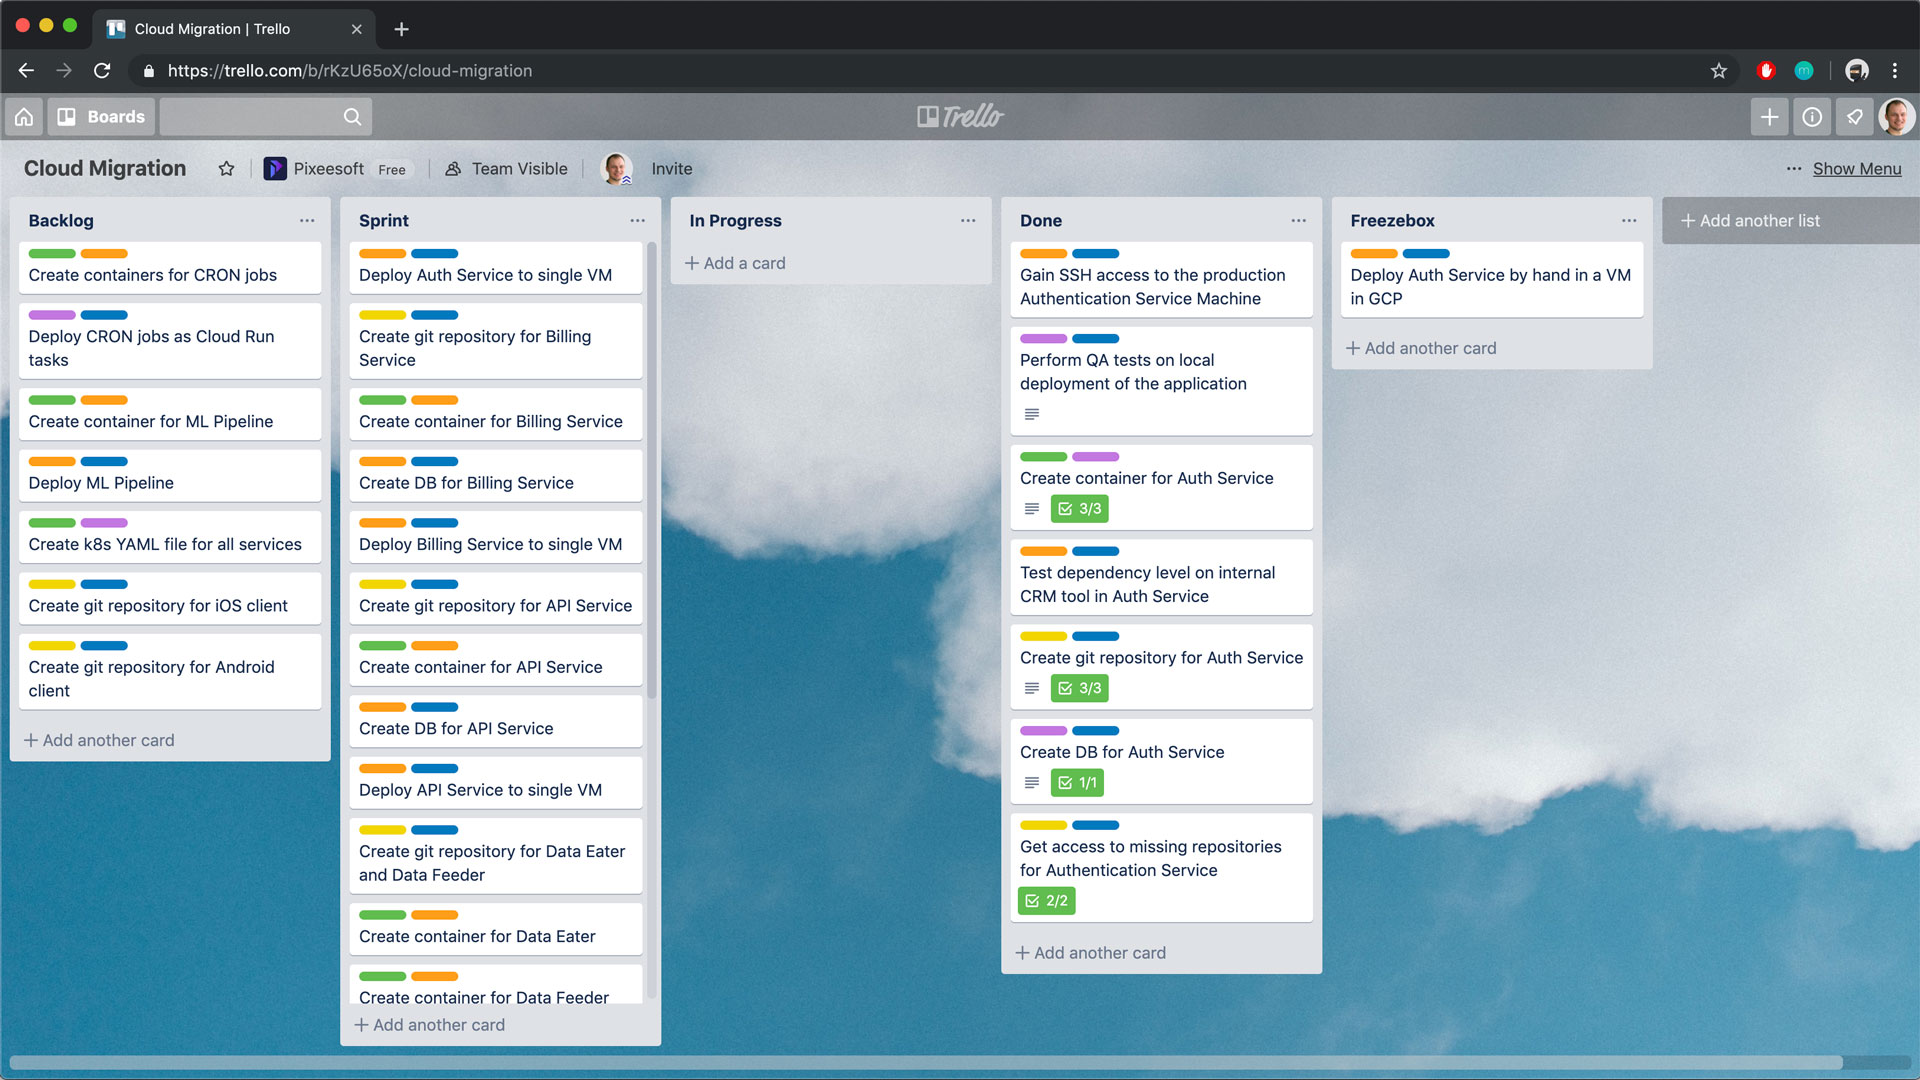 Cloud Migration | Trello
https://trello.com/b/rKzU65oX/cloud-migration
m
Boards
Trello
Cloud Migration
Pixeesoft
Free
Team Visible
Invite
Show Menu
Backlog
Create containers for CRON jobs
Deploy CRON jobs as Cloud Run
tasks
Create container for ML Pipeline
Deploy ML Pipeline
Create k8s YAML file for all services
Create git repository for iOS client
Create git repository for Android
client
Add another card
Sprint
Deploy Auth Service to single VM
Create git repository for Billing
Service
Create container for Billing Service
Create DB for Billing Service
Deploy Billing Service to single VM
Create git repository for API Service
Create container for API Service
Create DB for API Service
Deploy API Service to single VM
Create git repository for Data Eater
and Data Feeder
Create container for Data Eater
Create container for Data Feeder
Add another card
In Progress
Add a card
Done
Gain SSH access to the production
Authentication Service Machine
Perform QA tests on local
deployment of the application
Create container for Auth Service
3/3
Test dependency level on internal
CRM tool in Auth Service
Create git repository for Auth Service
3/3
Create DB for Auth Service
1/1
Get access to missing repositories
for Authentication Service
2/2
Add another card
Freezebox
Deploy Auth Service by hand in a VM
in GCP
Add another card
Add another list